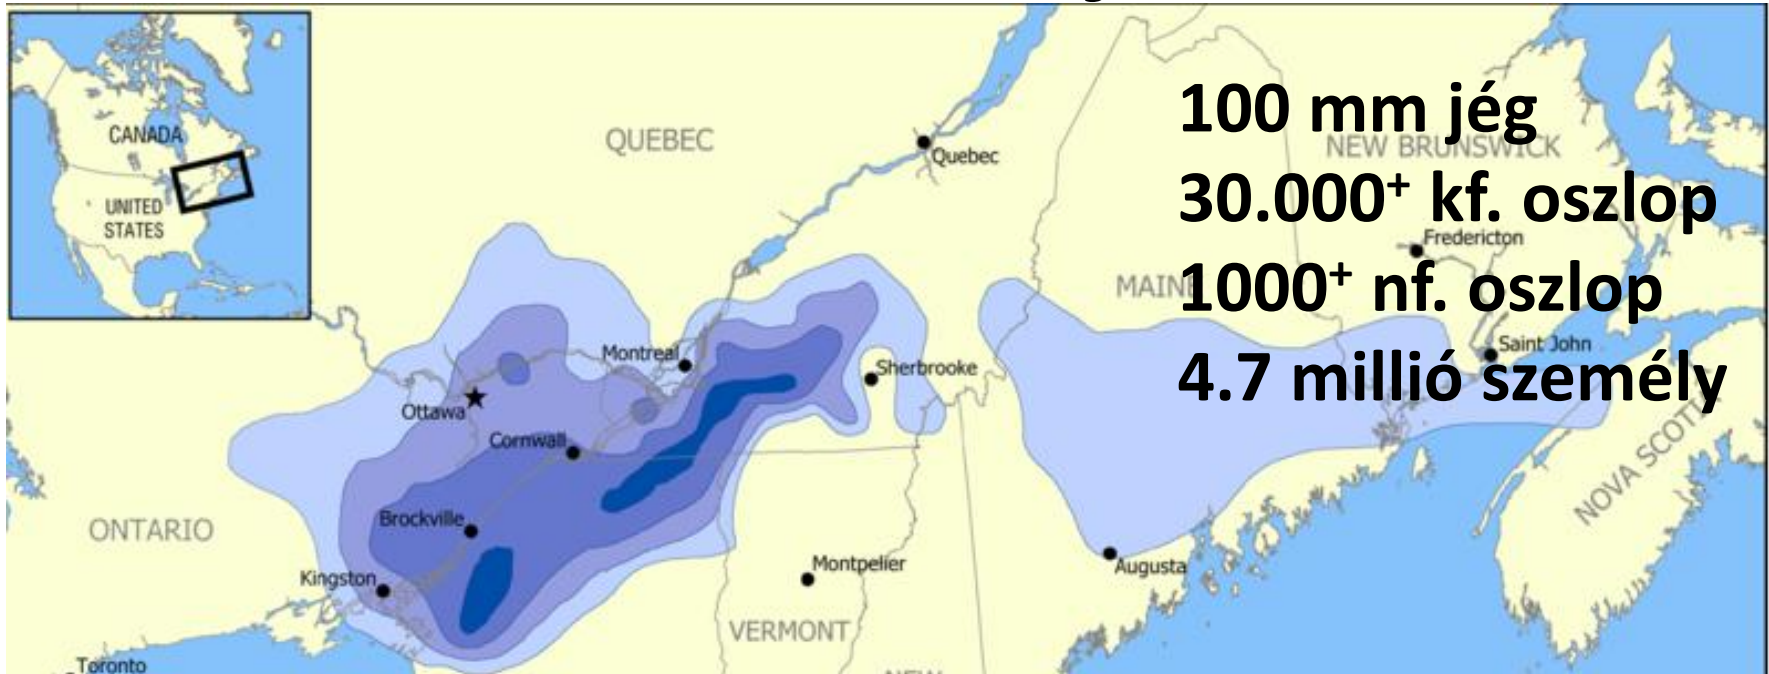 CANADA
UNITED
STATES
QUEBEC
Quebec
100 mm jég
NEW BRUNSWICK
30.000+ kf. oszlop
Fredericton
MAINE
1000+ nf. oszlop
Saint John
4.7 millió személy
Montreal
Sherbrooke
Ottawa
Cornwall
NOVA SCOTIA
Brockville
ONTARIO
Kingston
Montpelier
Augusta
VERMONT
Toronto